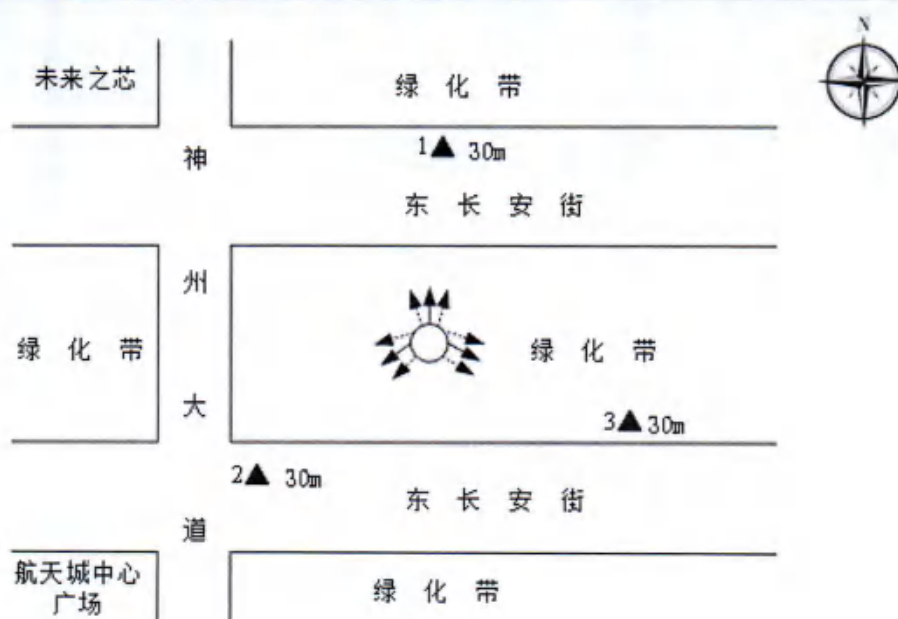 N
未来之芯
绿 化 带
1▲ 30m
神
东 长 安 街
州
绿 化 带
绿 化 带
大
3▲ 30m
2▲ 30m
东 长 安 街
道
航天城中心
广场
绿 化 带